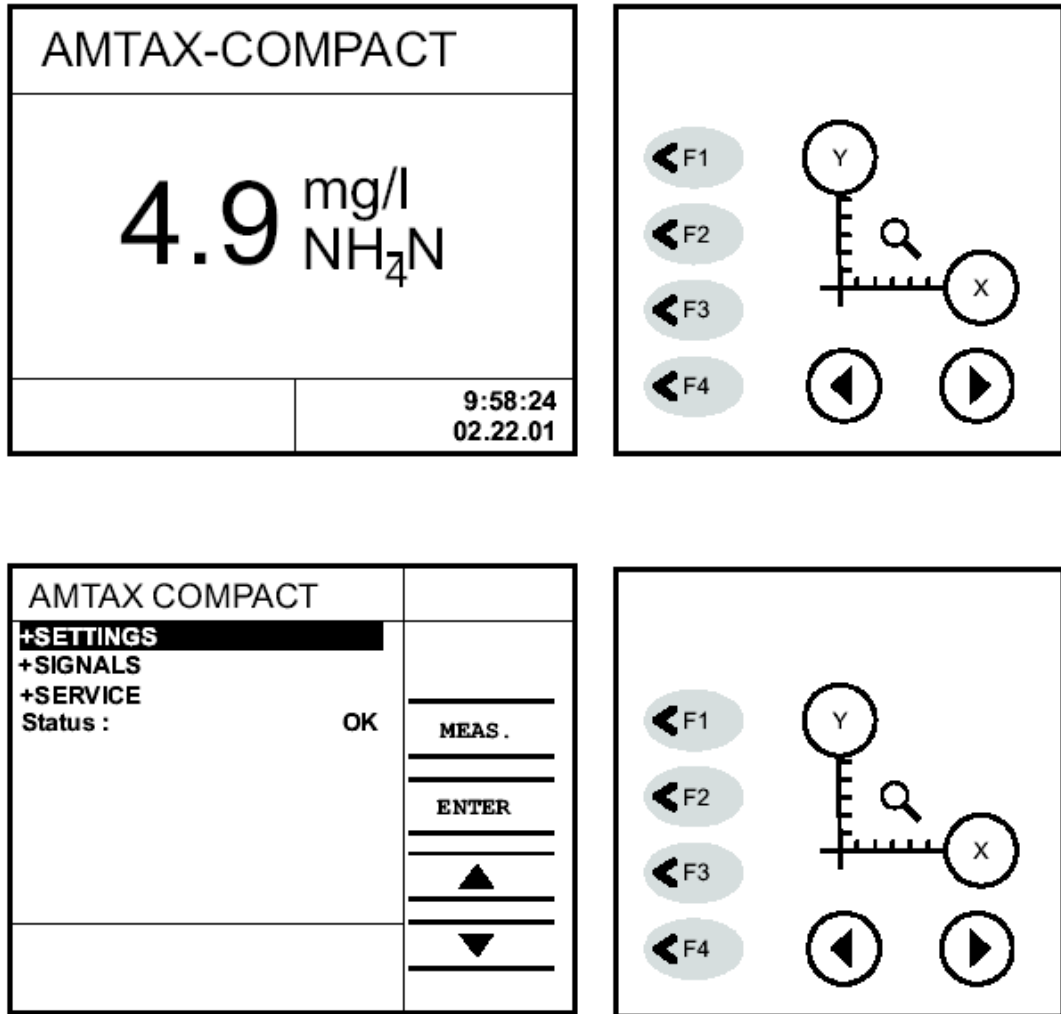 AMTAX-COMPACT
4.9 mg/l
NH4-N
9:58:24
02.22.01
F1
F2
F3
F4
Y
X
AMTAX COMPACT
+SETTINGS
+SIGNALS
+SERVICE
Status : OK
MEAS.
ENTER
F1
F2
F3
F4
Y
X